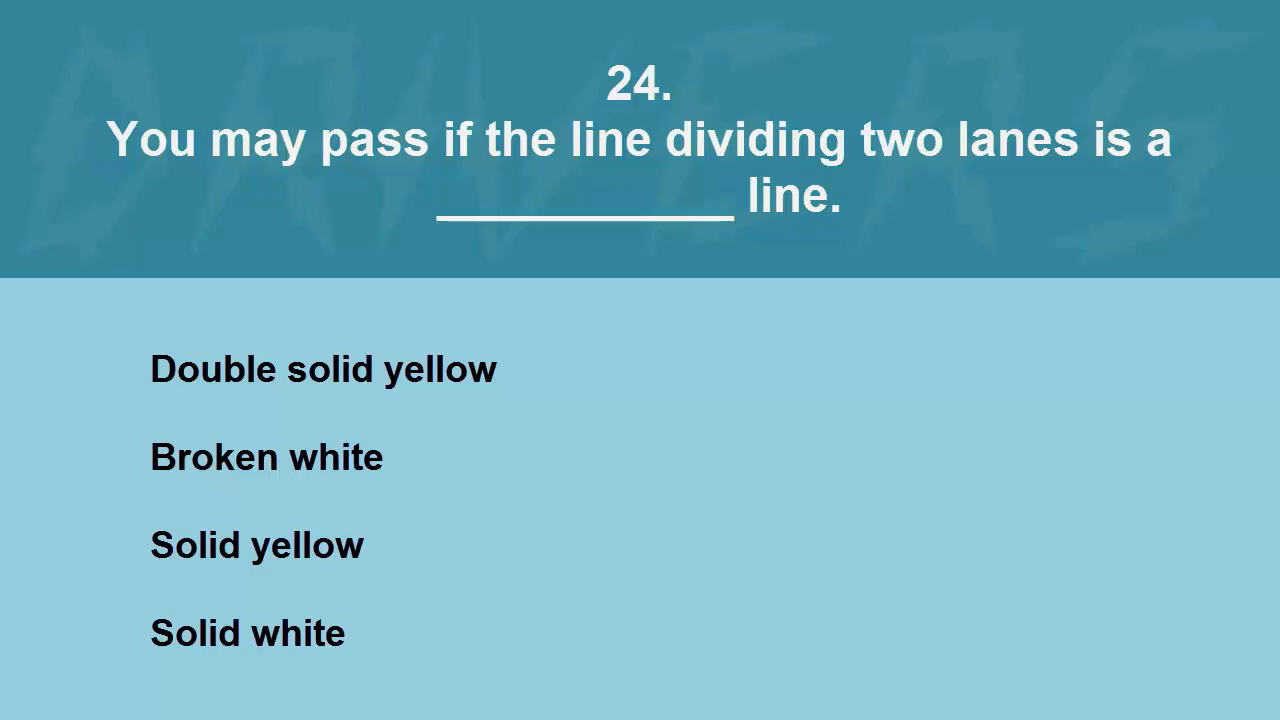 24.
You may pass if the line dividing two lanes is a
___________ line.
Double solid yellow
Broken white
Solid yellow
Solid white
DRIVERS